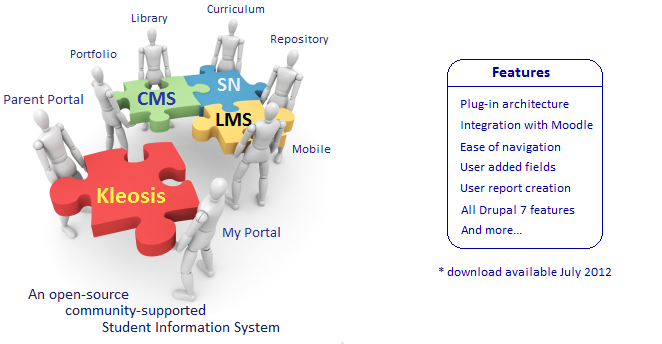 Curriculum
Library
Repository
Portfolio
SN
CMS
Parent Portal
LMS
Mobile
Kleosis
My Portal
An open-source
community-supported
Student Information System
Features
Plug-in architecture
Integration with Moodle
Ease of navigation
User added fields
User report creation
All Drupal 7 features
And more...
* download available July 2012